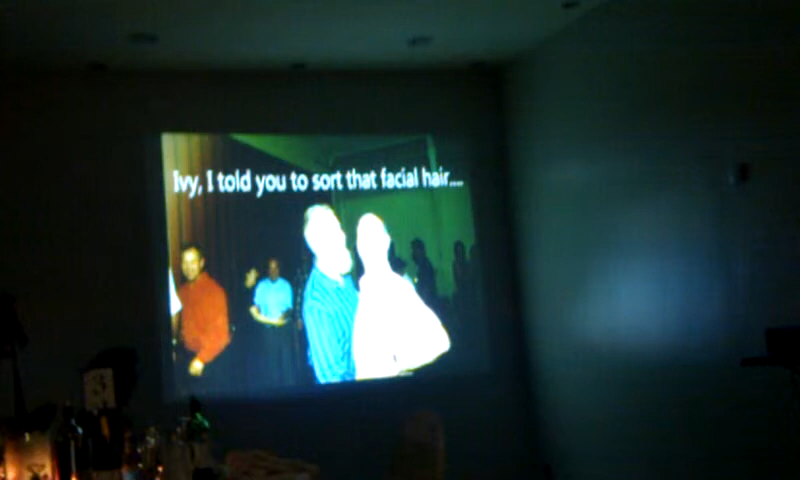 Ivy, I told you to sort that facial hair....